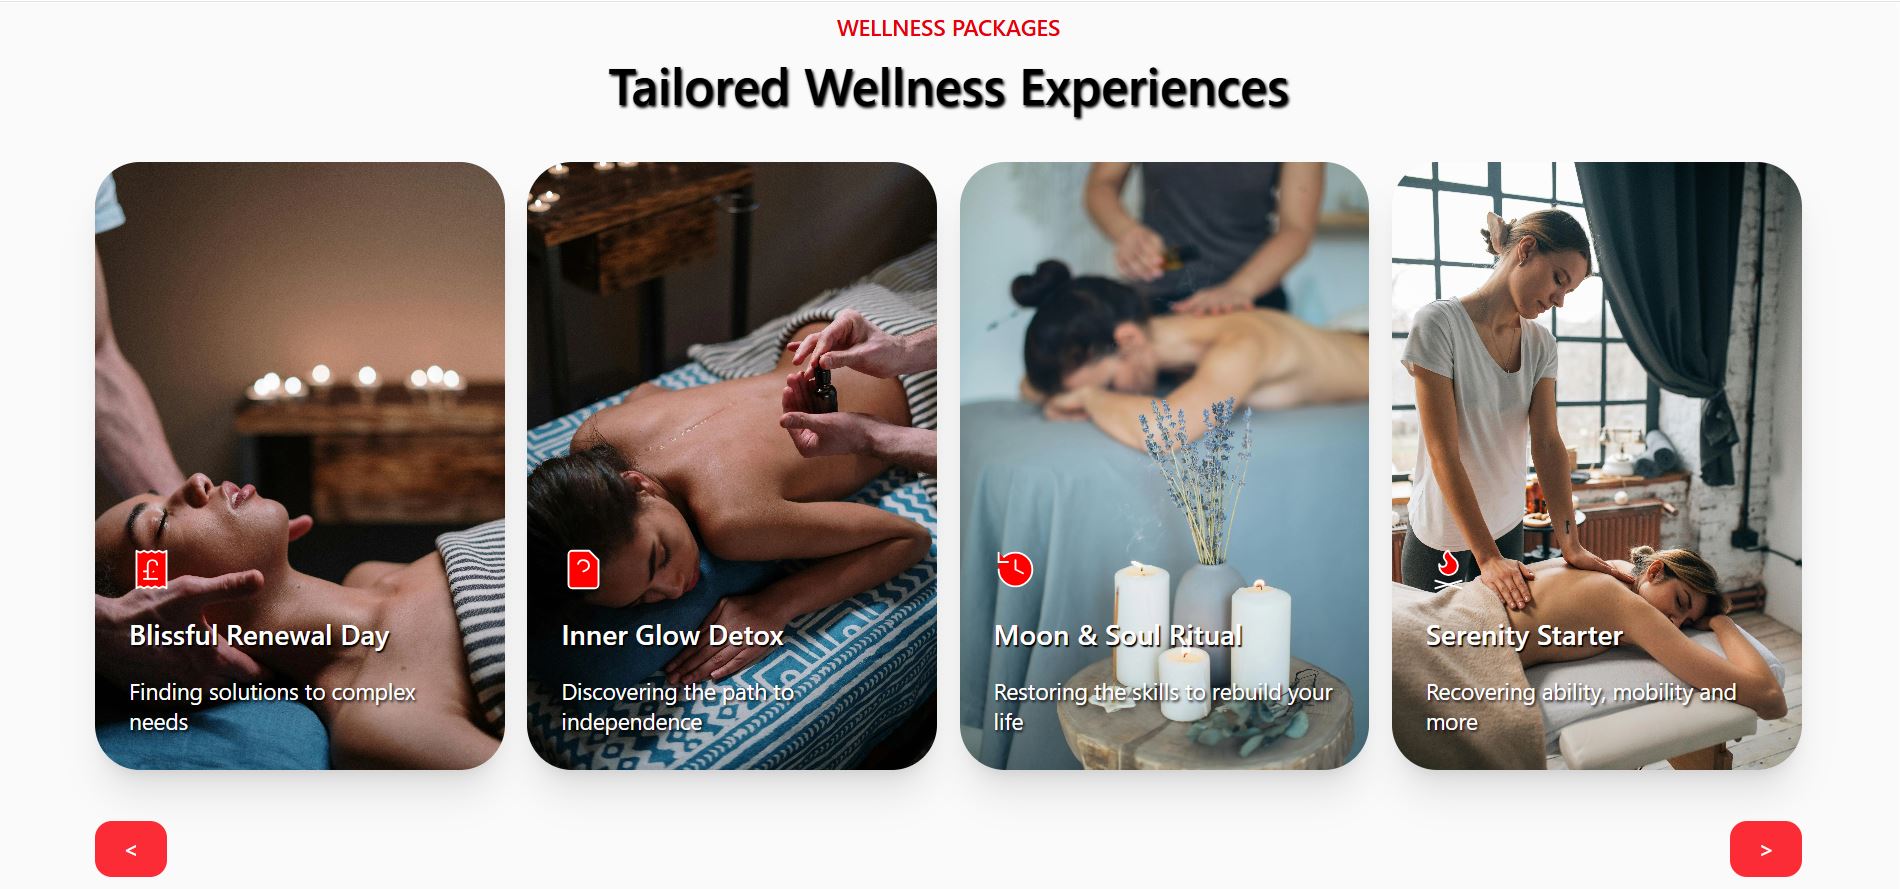 WELLNESS PACKAGES
Tailored Wellness Experiences
£
Blissful Renewal Day
Finding solutions to complex
needs
?
Inner Glow Detox
Discovering the path to
independence
Moon & Soul Ritual
Restoring the skills to rebuild your
life
Serenity Starter
Recovering ability, mobility and
more
<
>